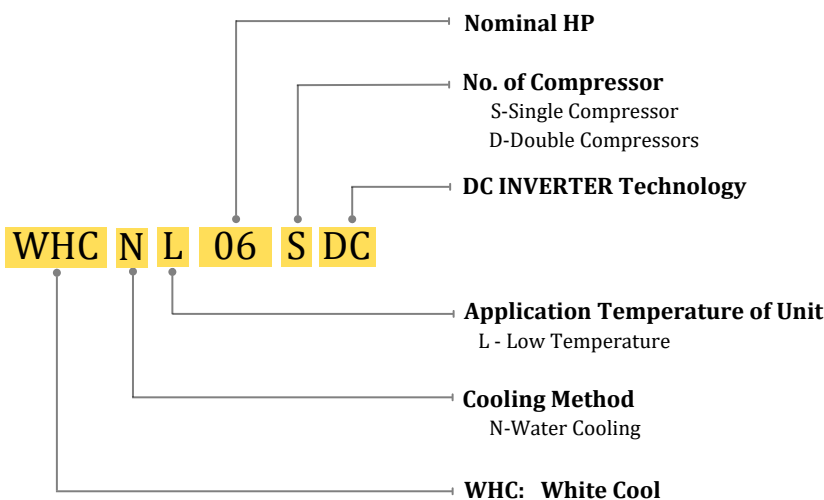 Nominal HP
No. of Compressor
S-Single Compressor
D-Double Compressors
DC INVERTER Technology
WHC N L 06 S DC
Application Temperature of Unit
L - Low Temperature
Cooling Method
N-Water Cooling
WHC: White Cool